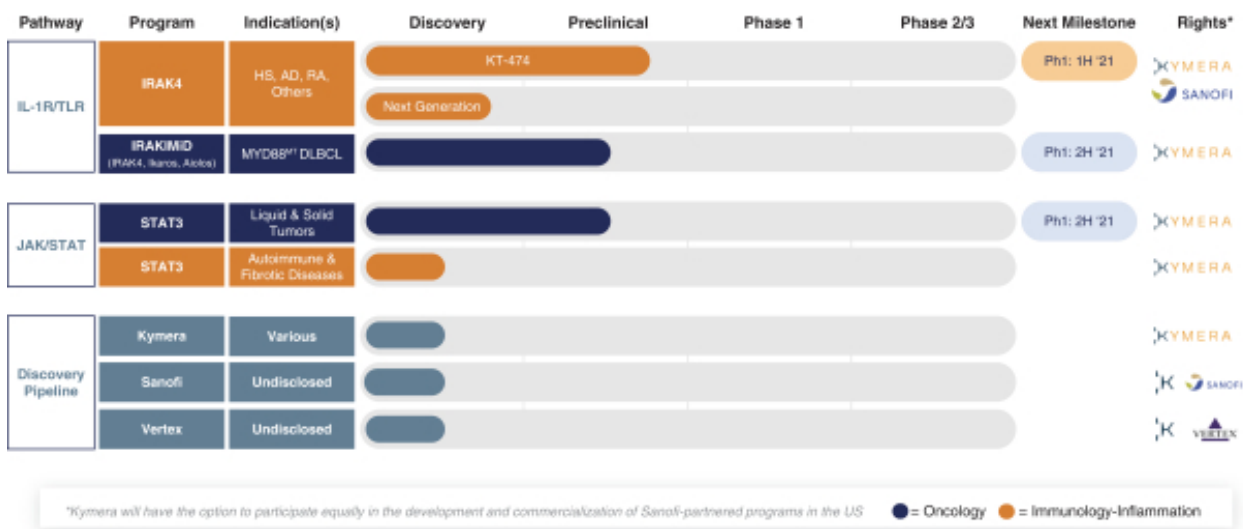 Pathway Program Indication(s) Discovery Preclinical Phase 1 Phase 2/3 Next Milestone Rights*
IL-1R/TLR
IRAK4
HS, AD, RA,
Others
KT-474
Ph1: 1H '21
KYMERA
SANOFI
Next Generation
IRAKIMiD
(IRAK4, Ikaros, Aiolos)
MYD88ᴹᵀ DLBCL
Ph1: 2H '21
KYMERA
JAK/STAT
STAT3
Liquid & Solid
Tumors
Ph1: 2H '21
KYMERA
STAT3
Autoimmune &
Fibrotic Diseases
KYMERA
Discovery
Pipeline
Kymera
Various
KYMERA
Sanofi
Undisclosed
K SANOFI
Vertex
Undisclosed
K VERTEX
*Kymera will have the option to participate equally in the development and commercialization of Sanofi-partnered programs in the US
= Oncology = Immunology-Inflammation